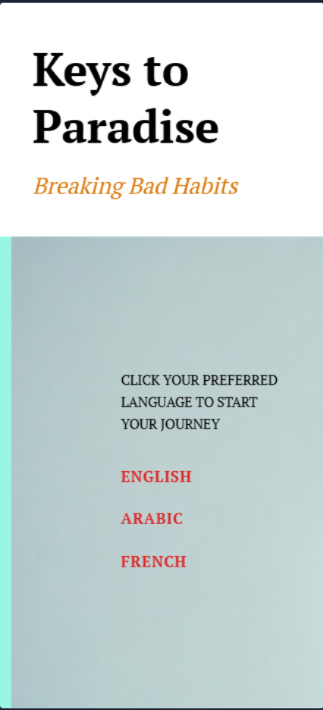 Keys to
Paradise
Breaking Bad Habits
CLICK YOUR PREFERRED
LANGUAGE TO START
YOUR JOURNEY
ENGLISH
ARABIC
FRENCH